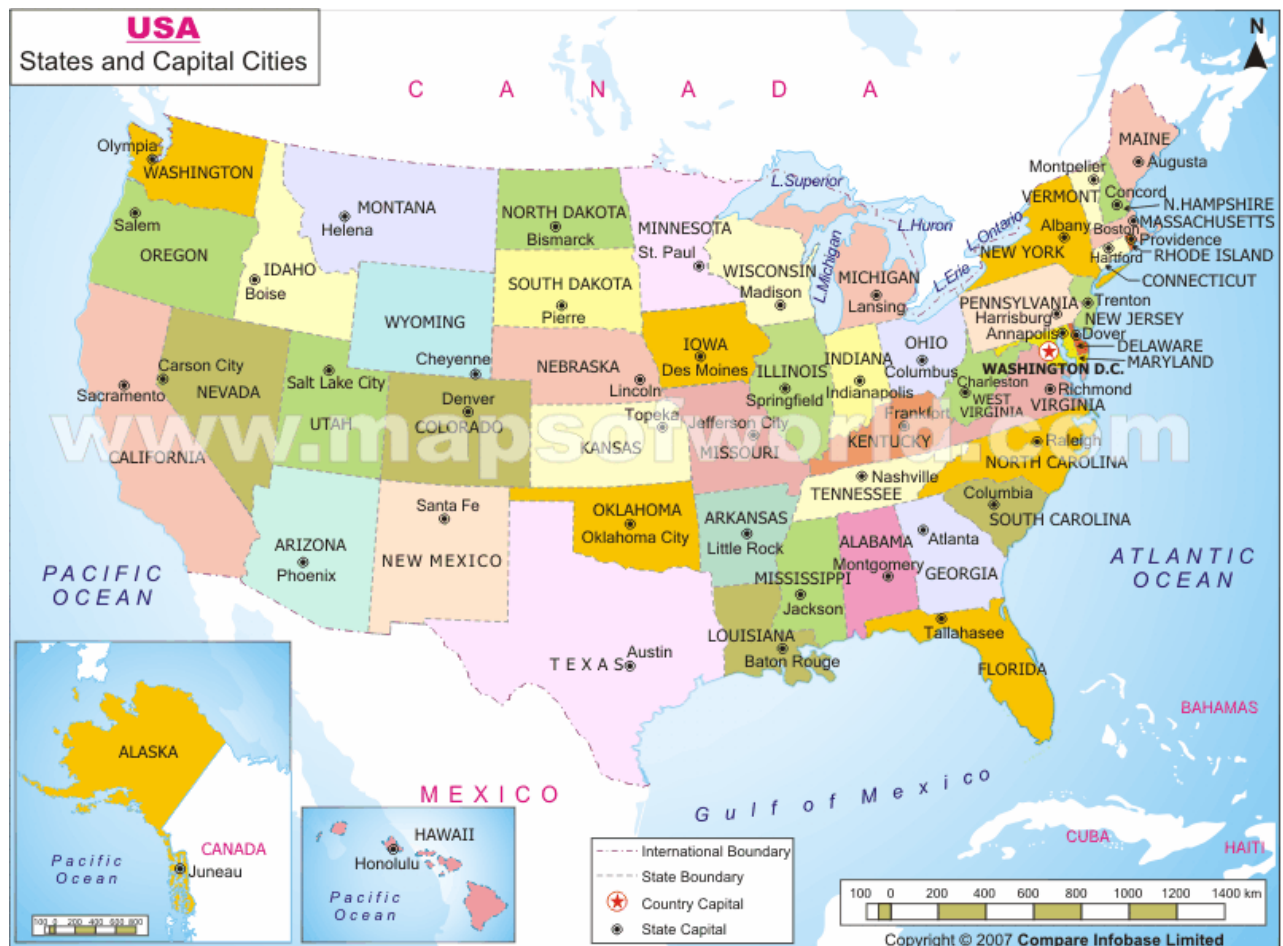 USA
States and Capital Cities
N
C A N A D A
Olympia
WASHINGTON
Salem
OREGON
MONTANA
Helena
IDAHO
Boise
NORTH DAKOTA
Bismarck
SOUTH DAKOTA
Pierre
MINNESOTA
St. Paul
L.Superior
WISCONSIN
Madison
L.Michigan
L.Huron
MICHIGAN
Lansing
L.Ontario
L.Erie
MAINE
Augusta
Montpelier
VERMONT
Concord
N.HAMPSHIRE
MASSACHUSETTS
Albany
Boston
Providence
NEW YORK
Hartford
RHODE ISLAND
CONNECTICUT
PENNSYLVANIA
Harrisburg
Trenton
NEW JERSEY
Annapolis
Dover
DELAWARE
MARYLAND
WASHINGTON D.C.
WYOMING
Cheyenne
NEBRASKA
Lincoln
IOWA
Des Moines
ILLINOIS
Springfield
INDIANA
Indianapolis
OHIO
Columbus
Charleston
WEST
VIRGINIA
Richmond
VIRGINIA
Carson City
NEVADA
Sacramento
CALIFORNIA
Salt Lake City
UTAH
Denver
COLORADO
Topeka
KANSAS
Jefferson City
MISSOURI
Frankfort
KENTUCKY
www.mapsofworld.com
Raleigh
NORTH CAROLINA
Nashville
TENNESSEE
Columbia
SOUTH CAROLINA
ARIZONA
Phoenix
Santa Fe
NEW MEXICO
OKLAHOMA
Oklahoma City
ARKANSAS
Little Rock
MISSISSIPPI
Jackson
ALABAMA
Montgomery
Atlanta
GEORGIA
PACIFIC
OCEAN
ATLANTIC
OCEAN
TEXAS
Austin
LOUISIANA
Baton Rouge
Tallahasee
FLORIDA
BAHAMAS
ALASKA
CANADA
Pacific
Ocean
Juneau
100 0 200 400 600 800
MEXICO
HAWAII
Honolulu
Pacific
Ocean
Gulf of Mexico
CUBA
HAITI
International Boundary
State Boundary
Country Capital
State Capital
100 0 200 400 600 800 1000 1200 1400 km
Copyright © 2007 Compare Infobase Limited